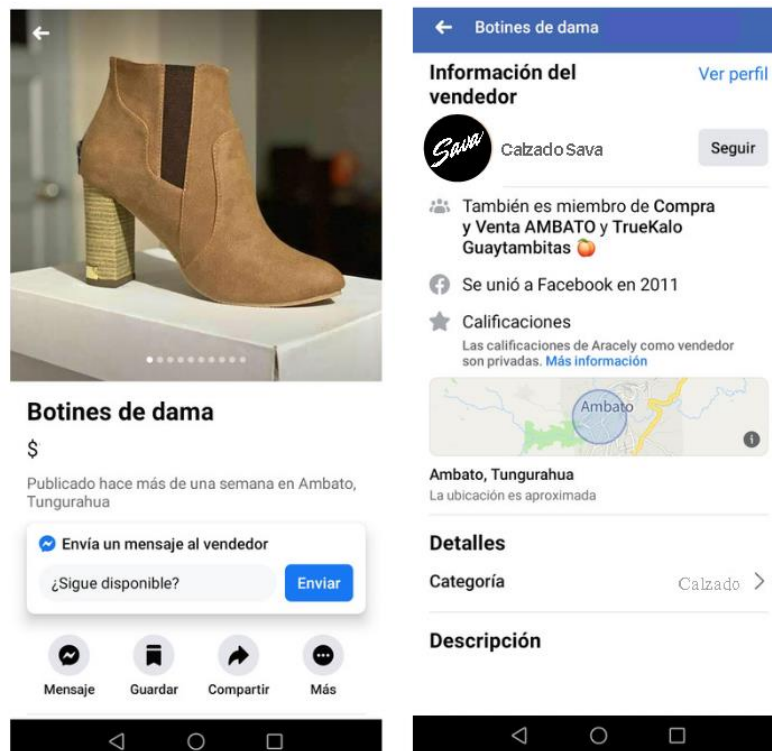 Botines de dama
$
Publicado hace más de una semana en Ambato,
Tungurahua
Envía un mensaje al vendedor
¿Sigue disponible?
Enviar
Mensaje
Guardar
Compartir
Más
Botines de dama
Información del
vendedor
Ver perfil
Sava
Calzado Sava
Seguir
También es miembro de Compra
y Venta AMBATO y TrueKalo
Guaytambitas 🍑
Se unió a Facebook en 2011
Calificaciones
Las calificaciones de Aracely como vendedor
son privadas. Más información
Ambato
Ambato, Tungurahua
La ubicación es aproximada
Detalles
Categoría
Calzado
Descripción